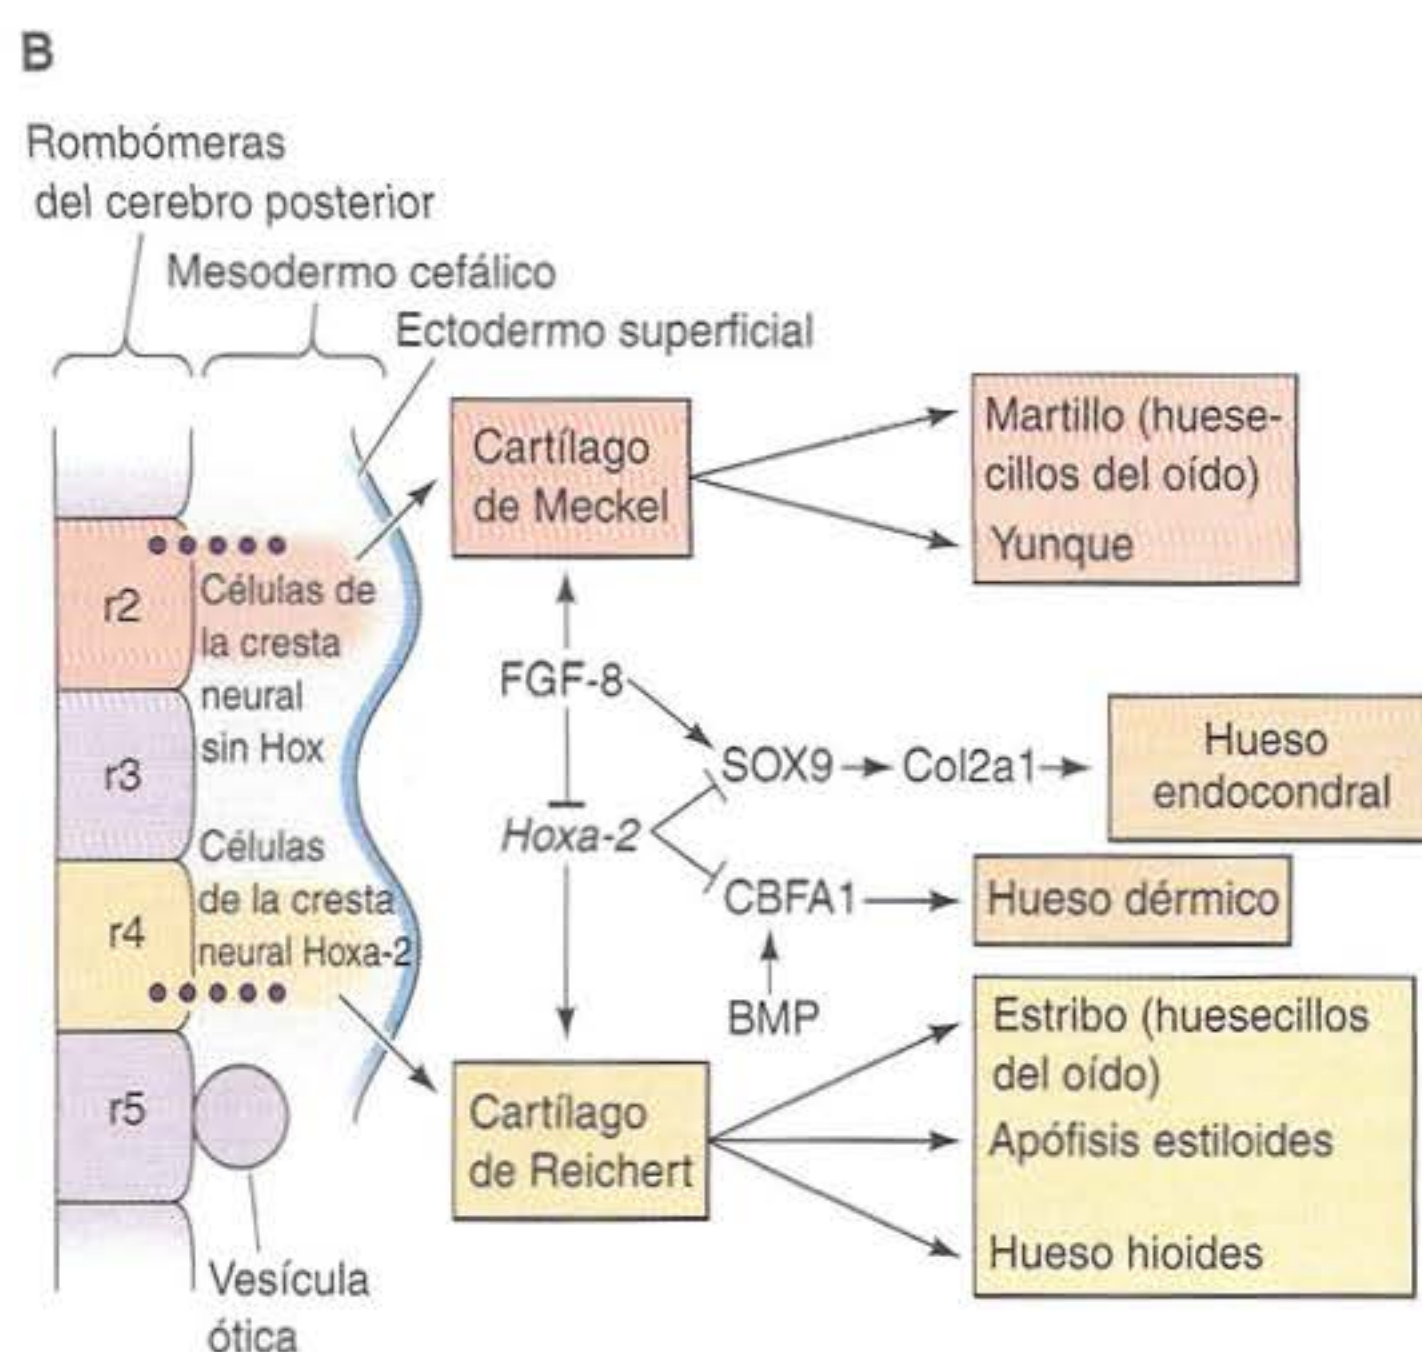 B
Rombómeras
del cerebro posterior
Mesodermo cefálico
Ectodermo superficial
Cartílago
de Meckel
Martillo (huese-
cillos del oído)
Yunque
r2
Células de
la cresta
neural
sin Hox
FGF-8
r3
SOX9
Col2a1
Hueso
endocondral
Hoxa-2
Células
de la cresta
neural Hoxa-2
r4
CBFA1
Hueso dérmico
BMP
r5
Cartílago
de Reichert
Estribo (huesecillos
del oído)
Apófisis estiloides
Hueso hioides
Vesícula
ótica